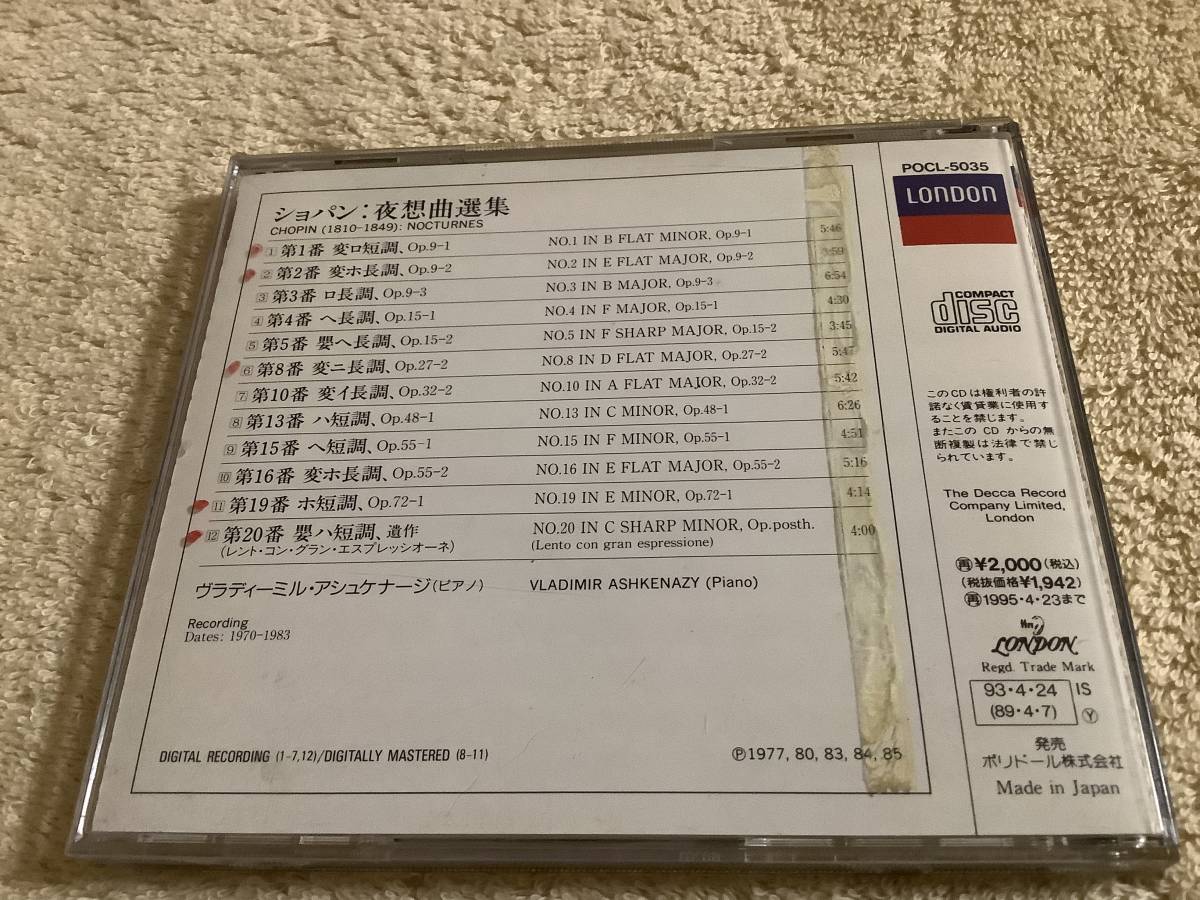 ショパン：夜想曲選集
CHOPIN (1810-1849): NOCTURNES
1 第1番 変ロ短調、Op.9-1 NO.1 IN B FLAT MINOR, Op.9-1 5:46
2 第2番 変ホ長調、Op.9-2 NO.2 IN E FLAT MAJOR, Op.9-2 3:59
3 第3番 ロ長調、Op.9-3 NO.3 IN B MAJOR, Op.9-3 6:54
4 第4番 ヘ長調、Op.15-1 NO.4 IN F MAJOR, Op.15-1 4:30
5 第5番 嬰ヘ長調、Op.15-2 NO.5 IN F SHARP MAJOR, Op.15-2 3:45
6 第8番 変ニ長調、Op.27-2 NO.8 IN D FLAT MAJOR, Op.27-2 5:47
7 第10番 変イ長調、Op.32-2 NO.10 IN A FLAT MAJOR, Op.32-2 5:42
8 第13番 ハ短調、Op.48-1 NO.13 IN C MINOR, Op.48-1 6:26
9 第15番 ヘ短調、Op.55-1 NO.15 IN F MINOR, Op.55-1 4:51
10 第16番 変ホ長調、Op.55-2 NO.16 IN E FLAT MAJOR, Op.55-2 5:16
11 第19番 ホ短調、Op.72-1 NO.19 IN E MINOR, Op.72-1 4:14
12 第20番 嬰ハ短調、遺作 NO.20 IN C SHARP MINOR, Op.posth. 4:00
(レント・コン・グラン・エスプレッシオーネ) (Lento con gran espressione)
ヴラディーミル・アシュケナージ(ピアノ) VLADIMIR ASHKENAZY (Piano)
Recording
Dates: 1970-1983
DIGITAL RECORDING (1-7,12)/DIGITALLY MASTERED (8-11) ℗1977, 80, 83, 84, 85
POCL-5035
LONDON
COMPACT
disc
DIGITAL AUDIO
このCDは権利者の許
諾なく賃貸業に使用す
ることを禁じます。
またこの CD からの無
断複製は法律で禁じ
られています。
The Decca Record
Company Limited,
London
再¥2,000(税込)
(税抜価格¥1,942)
再1995・4・23まで
LONDON
Regd. Trade Mark
93・4・24 IS
(89・4・7) Y
発売
ポリドール株式会社
Made in Japan